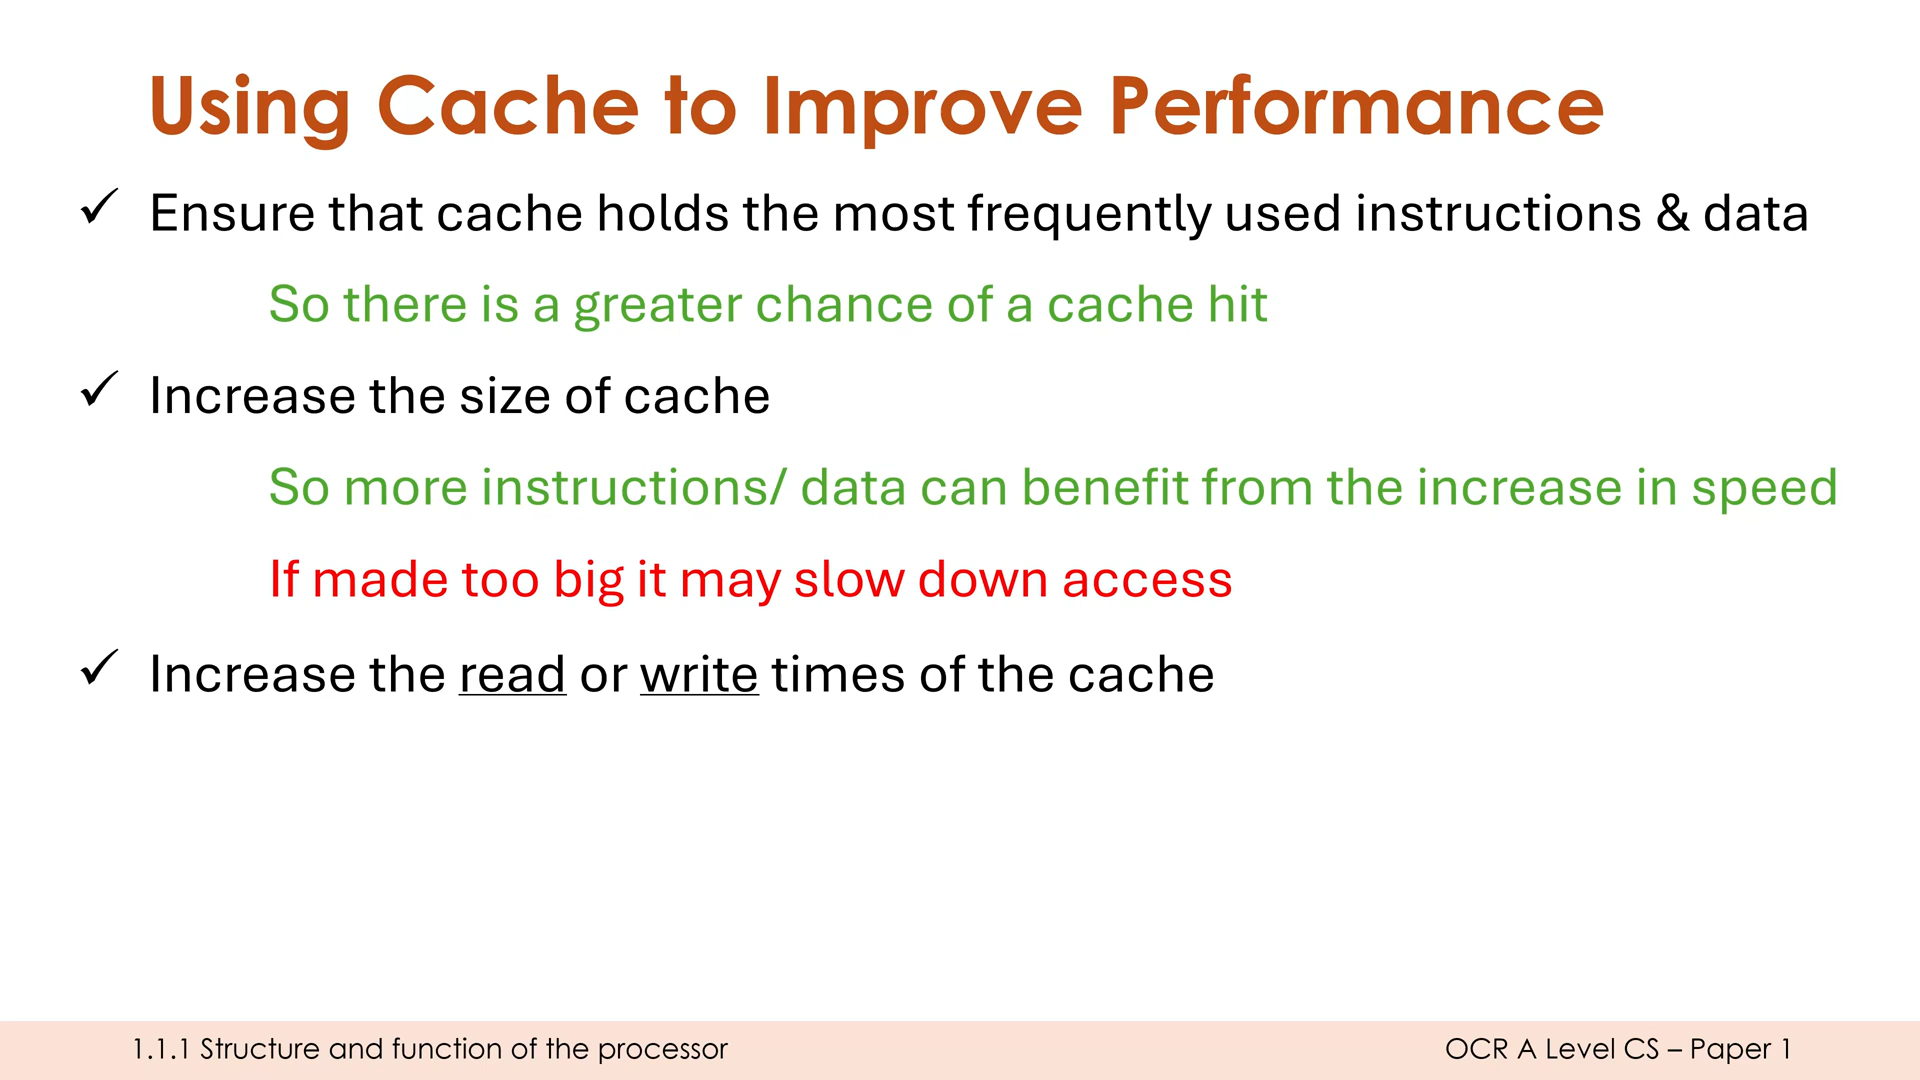 Using Cache to Improve Performance
✓ Ensure that cache holds the most frequently used instructions & data
So there is a greater chance of a cache hit
✓ Increase the size of cache
So more instructions/ data can benefit from the increase in speed
If made too big it may slow down access
✓ Increase the read or write times of the cache
1.1.1 Structure and function of the processor
OCR A Level CS – Paper 1